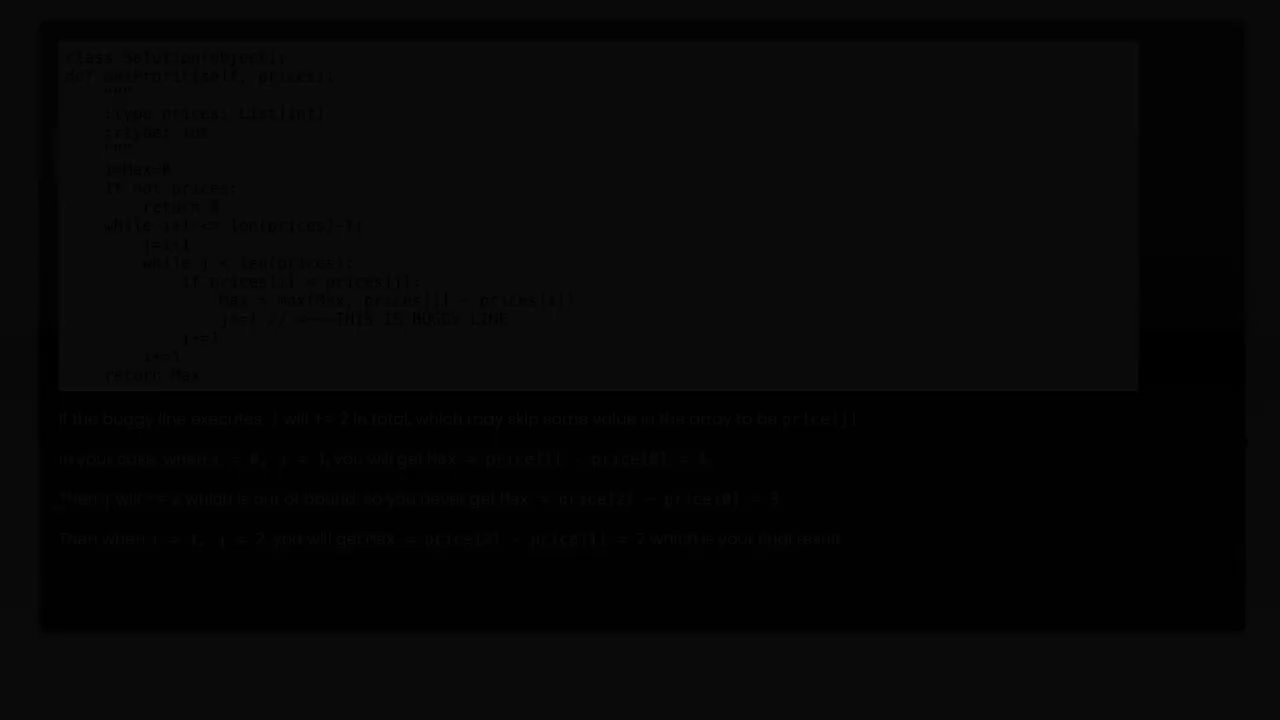 class Solution(object):
def maxProfit(self, prices):
"""
:type prices: List[int]
:rtype: int
"""
i=Max=0
if not prices:
return 0
while i+1 <= len(prices)-1:
j=i+1
while j < len(prices):
if prices[i] < prices[j]:
Max = max(Max, prices[j] - prices[i])
j+=1 // <---THIS IS BUGGY LINE
j+=1
i+=1
return Max
If the buggy line executes, j will += 2 in total, which may skip some value in the array to be price[j]
In your case, when i = 0, j = 1, you will get Max = price[1] - price[0] = 1
Then j will += 2 which is out of bound, so you never get Max = price[2] - price[0] = 3
Then when i = 1, j = 2, you will get Max = price[2] - price[1] = 2 which is your final result